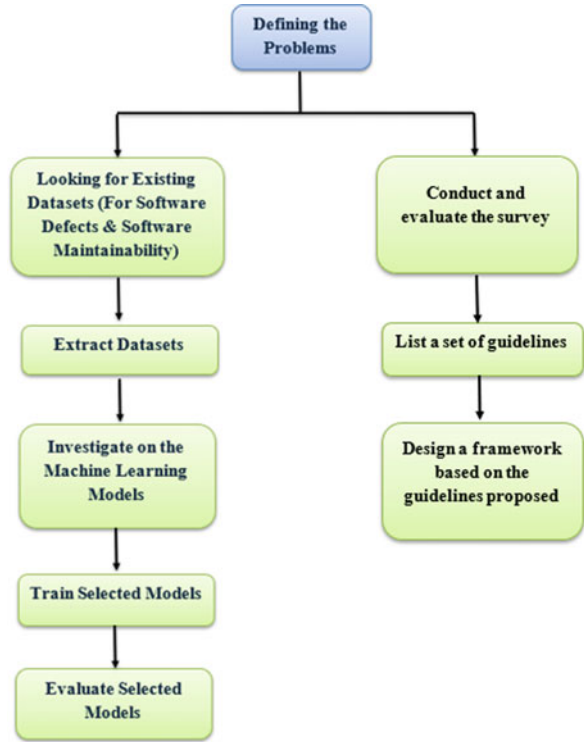 Defining the
Problems
Looking for Existing
Datasets (For Software
Defects & Software
Maintainability)
Extract Datasets
Investigate on the
Machine Learning
Models
Train Selected Models
Evaluate Selected
Models
Conduct and
evaluate the survey
List a set of guidelines
Design a framework
based on the
guidelines proposed